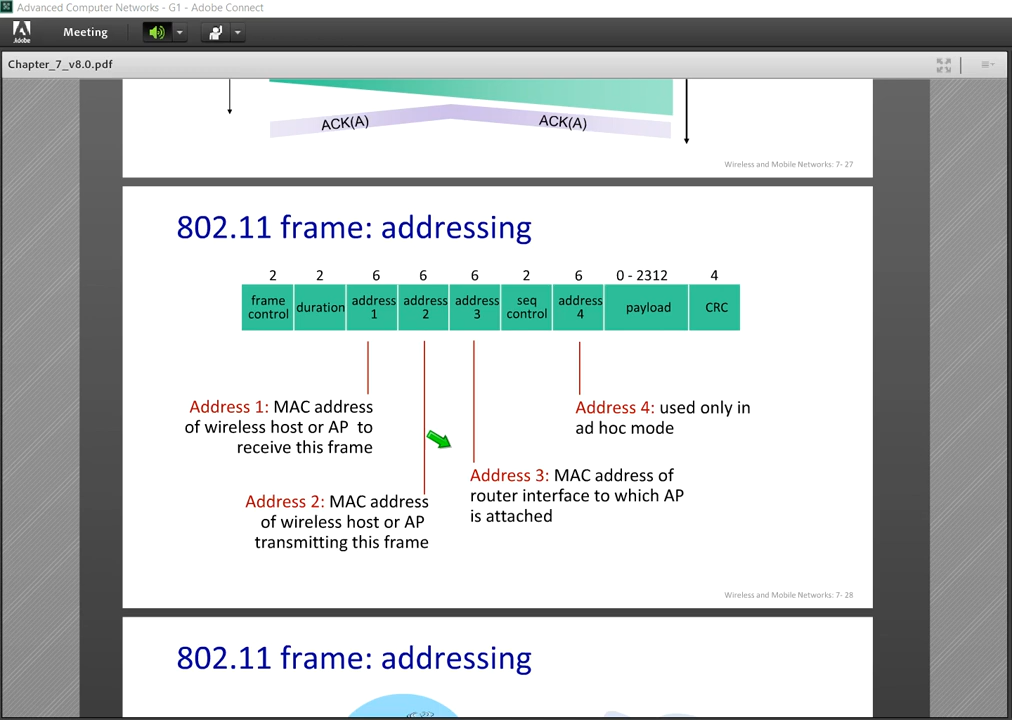 Advanced Computer Networks - G1 - Adobe Connect
Adobe
Meeting
Chapter_7_v8.0.pdf
ACK(A)
ACK(A)
Wireless and Mobile Networks: 7- 27
802.11 frame: addressing
2 2 6 6 6 2 6 0 - 2312 4
frame control
duration
address 1
address 2
address 3
seq control
address 4
payload
CRC
Address 1: MAC address
of wireless host or AP to
receive this frame
Address 2: MAC address
of wireless host or AP
transmitting this frame
Address 3: MAC address of
router interface to which AP
is attached
Address 4: used only in
ad hoc mode
Wireless and Mobile Networks: 7- 28
802.11 frame: addressing